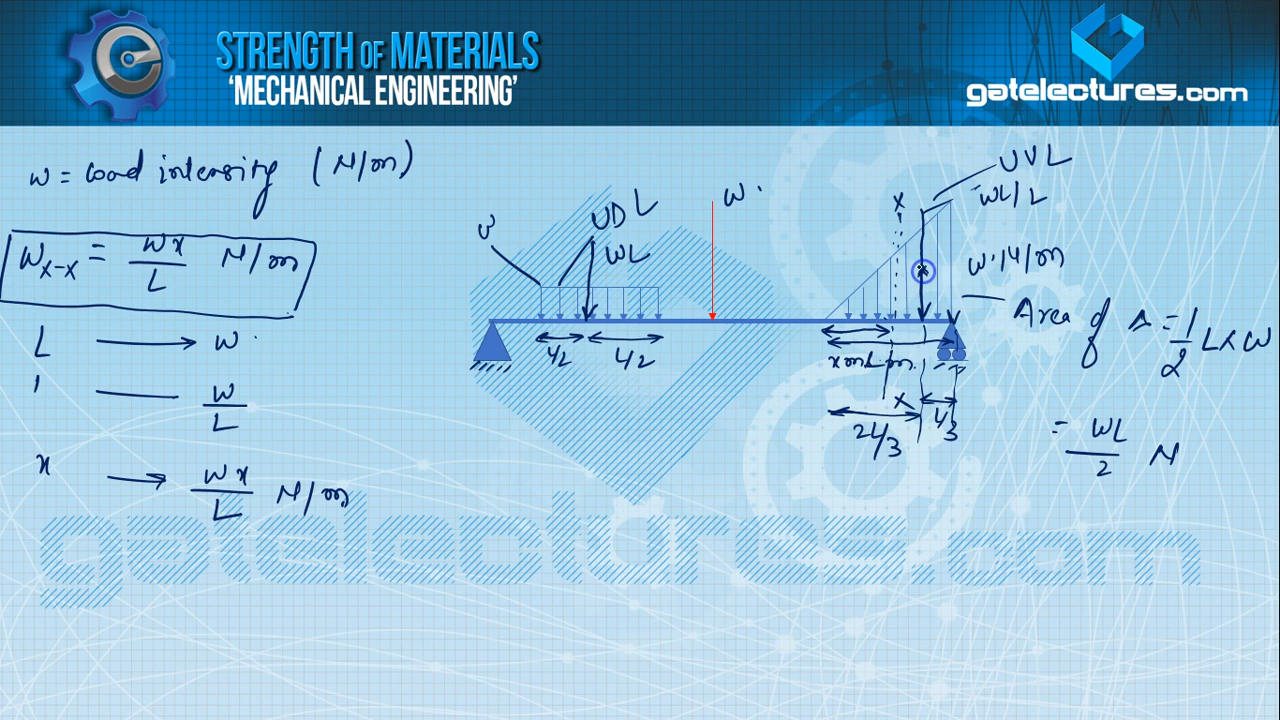 STRENGTH OF MATERIALS
'MECHANICAL ENGINEERING'
gatelectures.com
w = load intensity (N/m)
W x-x = wx/L N/m
L → w
1 — w/L
x → wx/L N/m
UDL
WL
L/2 L/2
W
X
UVL
WL/2
W N/m
x m L m
X
2L/3 L/3
Area of Δ = 1/2 L × w
= WL/2 N
gatelectures.com